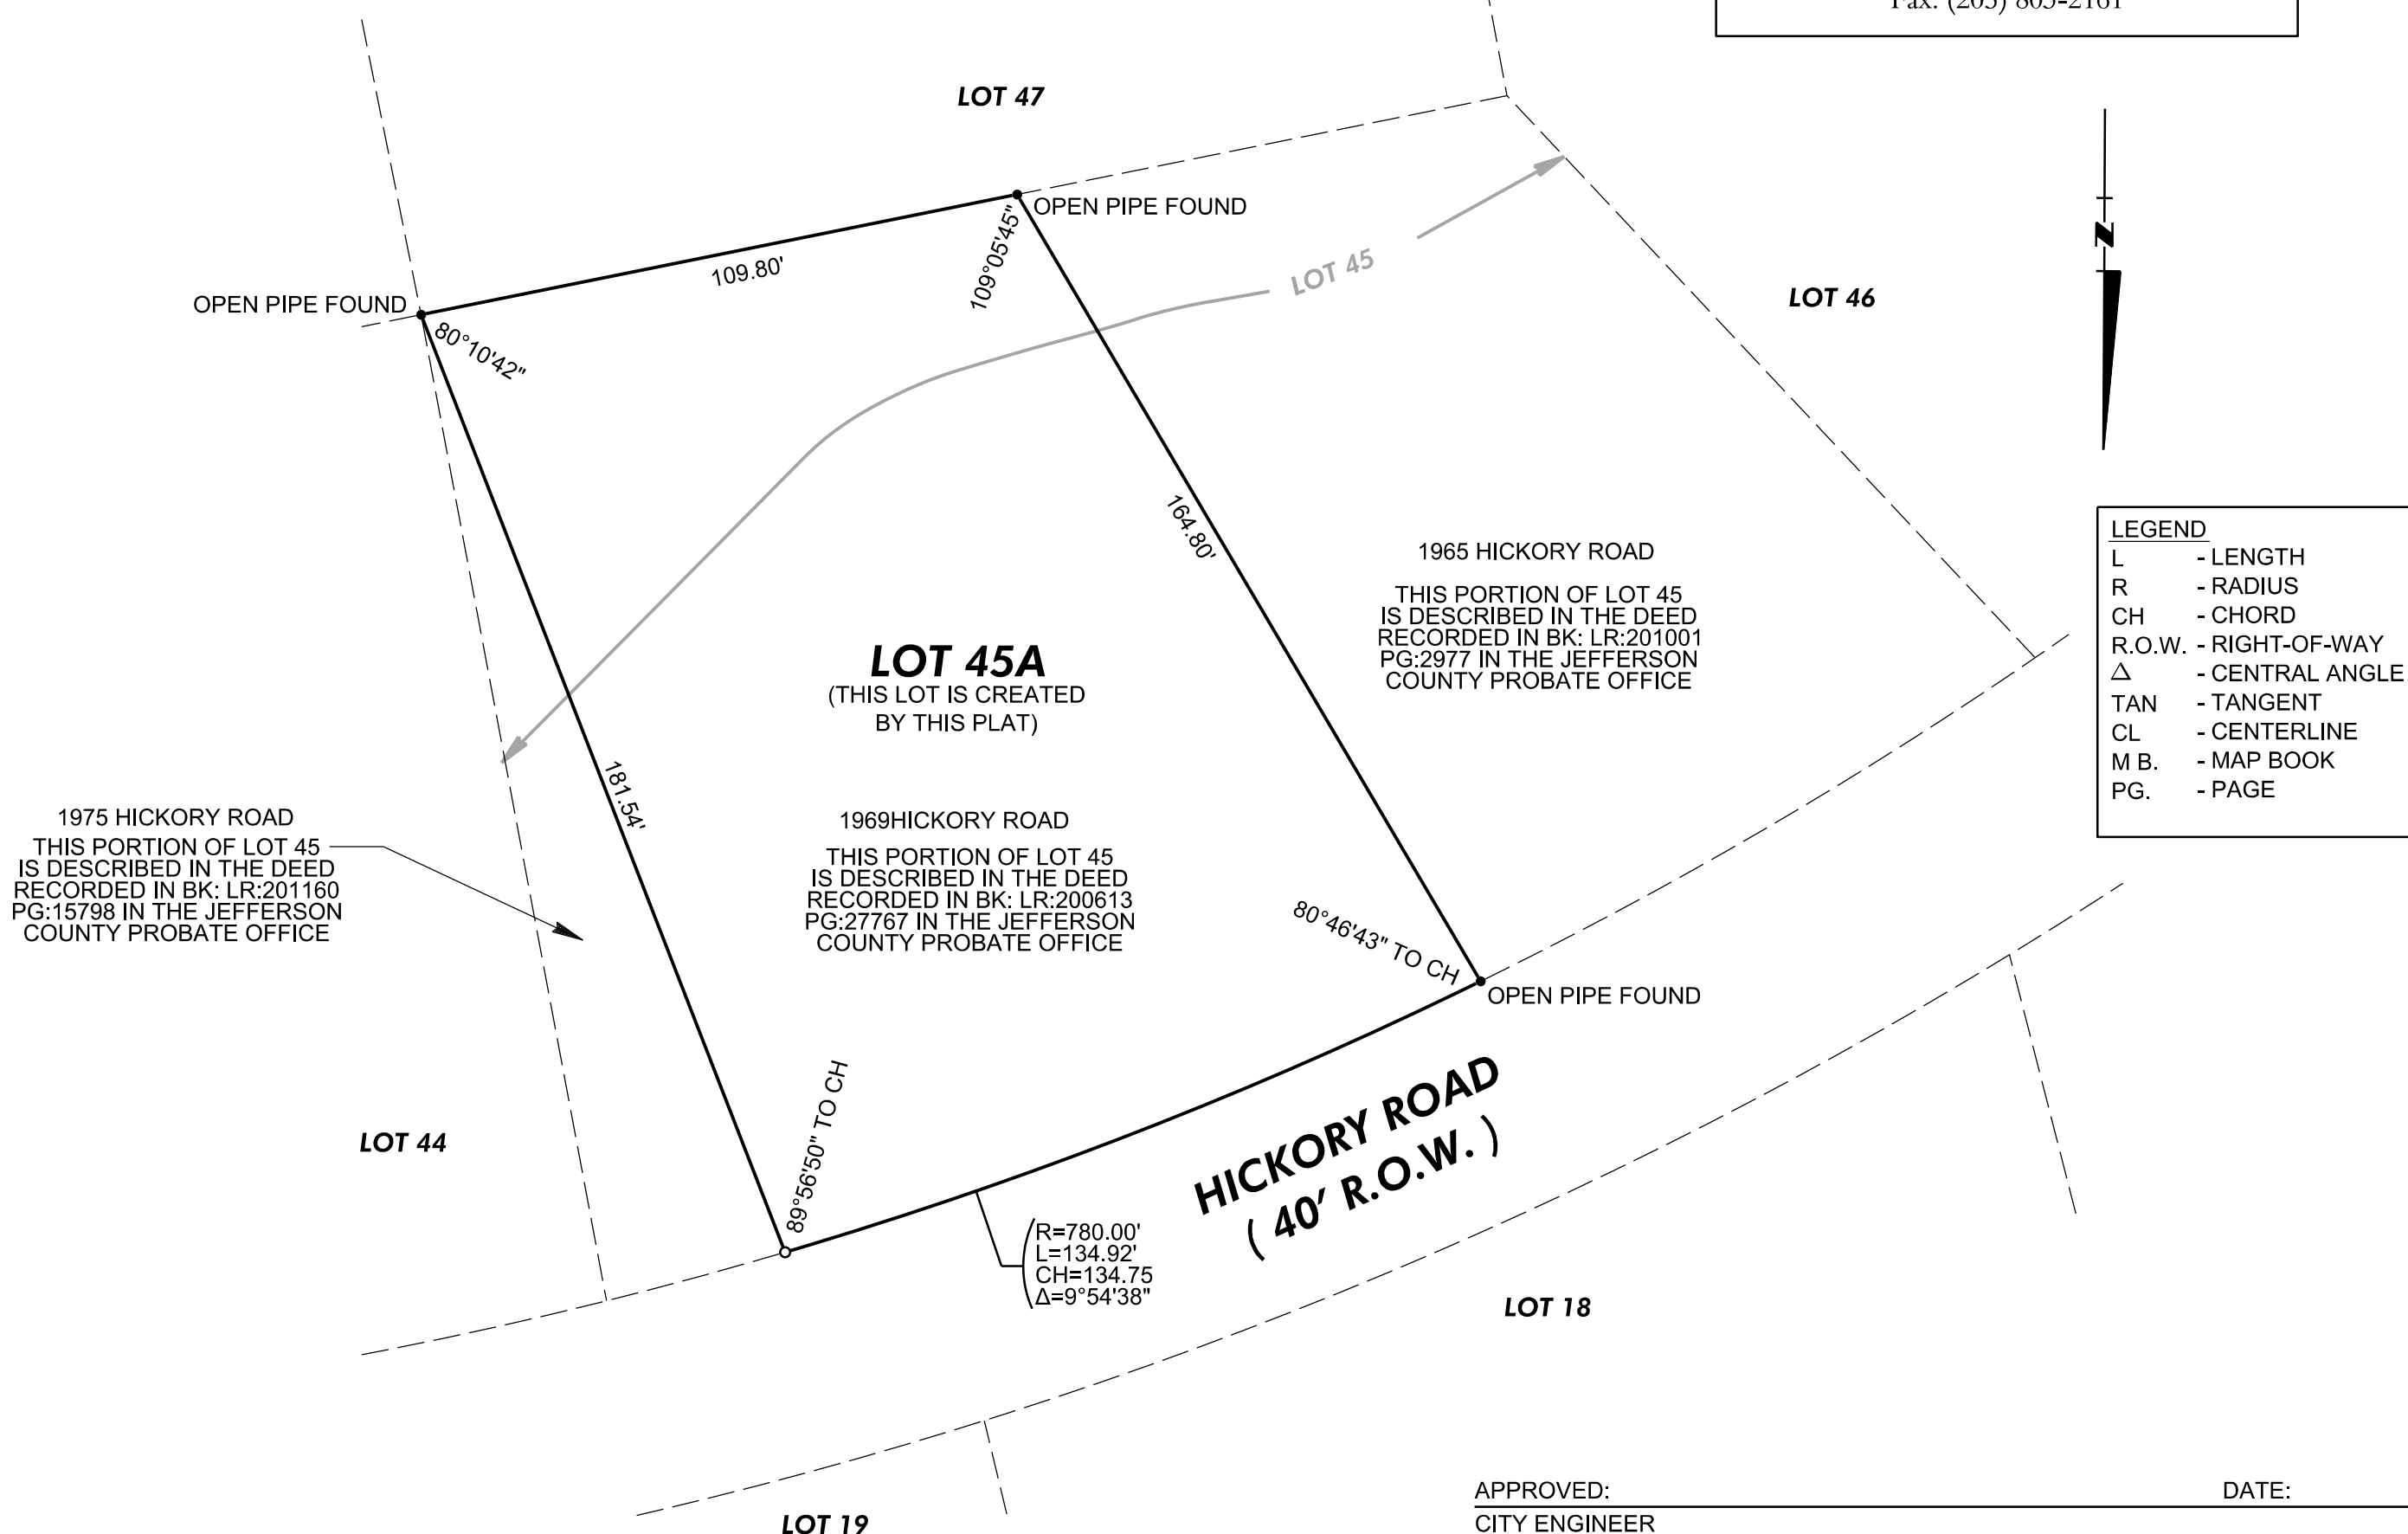 Fax. (205) 805-2161
LOT 47
OPEN PIPE FOUND
109°05'45"
109.80'
LOT 45
OPEN PIPE FOUND
80°10'42"
LOT 46
N
164.80'
1965 HICKORY ROAD
THIS PORTION OF LOT 45
IS DESCRIBED IN THE DEED
RECORDED IN BK: LR:201001
PG:2977 IN THE JEFFERSON
COUNTY PROBATE OFFICE
LEGEND
L - LENGTH
R - RADIUS
CH - CHORD
R.O.W. - RIGHT-OF-WAY
△ - CENTRAL ANGLE
TAN - TANGENT
CL - CENTERLINE
M B. - MAP BOOK
PG. - PAGE
LOT 45A
(THIS LOT IS CREATED
BY THIS PLAT)
181.54'
1975 HICKORY ROAD
THIS PORTION OF LOT 45
IS DESCRIBED IN THE DEED
RECORDED IN BK: LR:201160
PG:15798 IN THE JEFFERSON
COUNTY PROBATE OFFICE
1969HICKORY ROAD
THIS PORTION OF LOT 45
IS DESCRIBED IN THE DEED
RECORDED IN BK: LR:200613
PG:27767 IN THE JEFFERSON
COUNTY PROBATE OFFICE
80°46'43" TO CH
OPEN PIPE FOUND
89°56'50" TO CH
LOT 44
HICKORY ROAD
( 40' R.O.W. )
R=780.00'
L=134.92'
CH=134.75
Δ=9°54'38"
LOT 18
LOT 19
APPROVED: DATE:
CITY ENGINEER